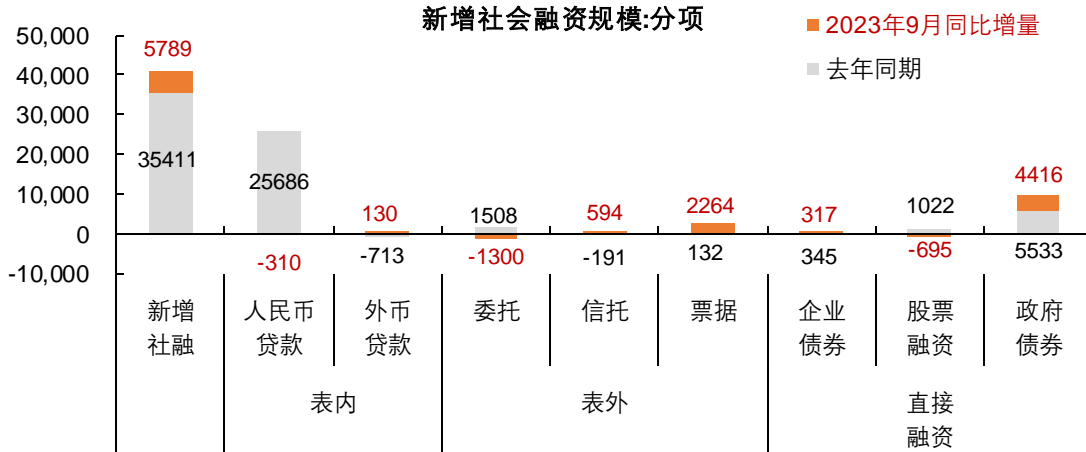 新增社会融资规模:分项
2023年9月同比增量
去年同期
50,000
40,000
30,000
20,000
10,000
0
-10,000
5789
35411
25686
-310
130
-713
1508
-1300
594
-191
2264
132
317
345
1022
-695
4416
5533
新增
社融
人民币
贷款
外币
贷款
委托
信托
票据
企业
债券
股票
融资
政府
债券
表内
表外
直接
融资